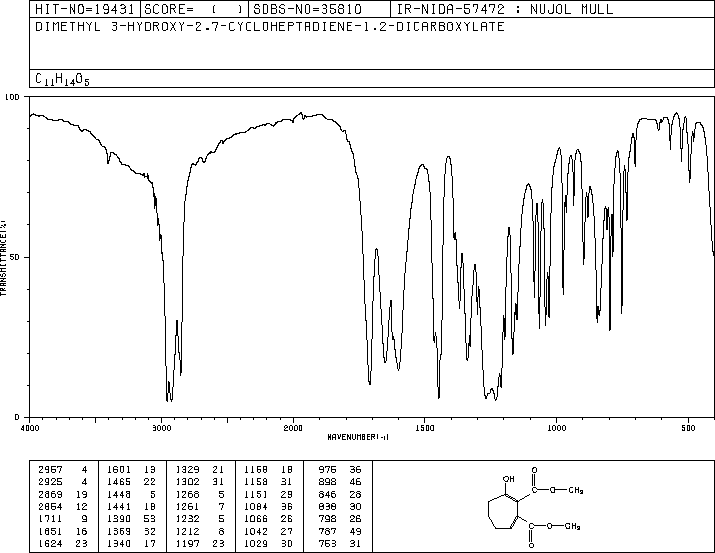 HIT-NO=19431 SCORE= ( ) SDBS-NO=35810 IR-NIDA-57472 : NUJOL MULL
DIMETHYL 3-HYDROXY-2.7-CYCLOHEPTADIENE-1.2-DICARBOXYLATE
C11H14O5
100
50
0
TRANSMITTANCE(%)
4000 3000 2000 1500 1000 500
WAVENUMBER(-1)
2957 4 1601 13 1329 21 1168 18 976 36
2925 4 1465 22 1302 31 1158 31 898 46
2869 19 1448 5 1268 5 1151 29 846 28
2854 12 1441 18 1261 7 1084 36 838 30
1711 9 1390 53 1232 5 1066 26 798 26
1651 16 1369 32 1212 8 1042 27 787 49
1624 23 1340 17 1197 23 1029 30 753 31
OH
O
C-O-CH3
C-O-CH3
O